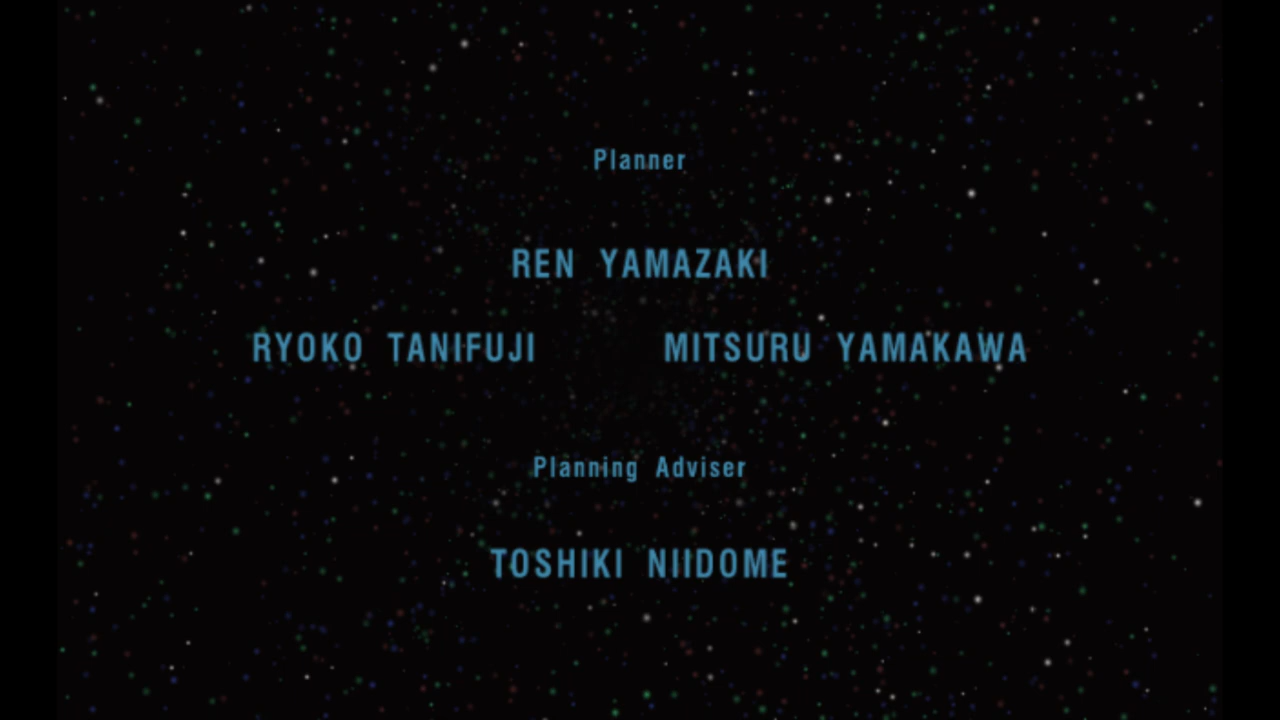 Planner
REN YAMAZAKI
RYOKO TANIFUJI MITSURU YAMAKAWA
Planning Adviser
TOSHIKI NIIDOME